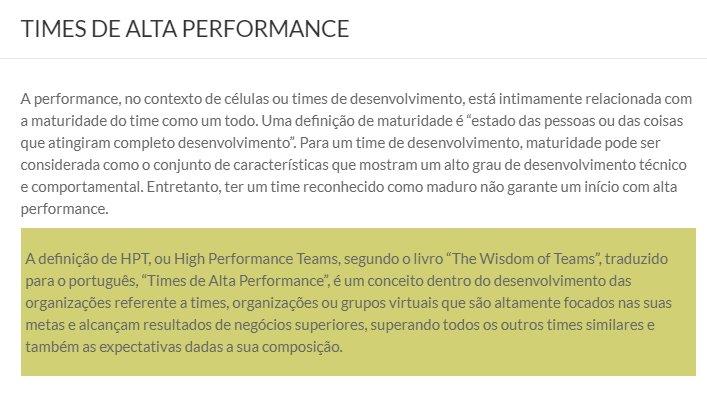 TIMES DE ALTA PERFORMANCE
A performance, no contexto de células ou times de desenvolvimento, está intimamente relacionada com
a maturidade do time como um todo. Uma definição de maturidade é “estado das pessoas ou das coisas
que atingiram completo desenvolvimento”. Para um time de desenvolvimento, maturidade pode ser
considerada como o conjunto de características que mostram um alto grau de desenvolvimento técnico
e comportamental. Entretanto, ter um time reconhecido como maduro não garante um início com alta
performance.
A definição de HPT, ou High Performance Teams, segundo o livro “The Wisdom of Teams”, traduzido
para o português, “Times de Alta Performance”, é um conceito dentro do desenvolvimento das
organizações referente a times, organizações ou grupos virtuais que são altamente focados nas suas
metas e alcançam resultados de negócios superiores, superando todos os outros times similares e
também as expectativas dadas a sua composição.